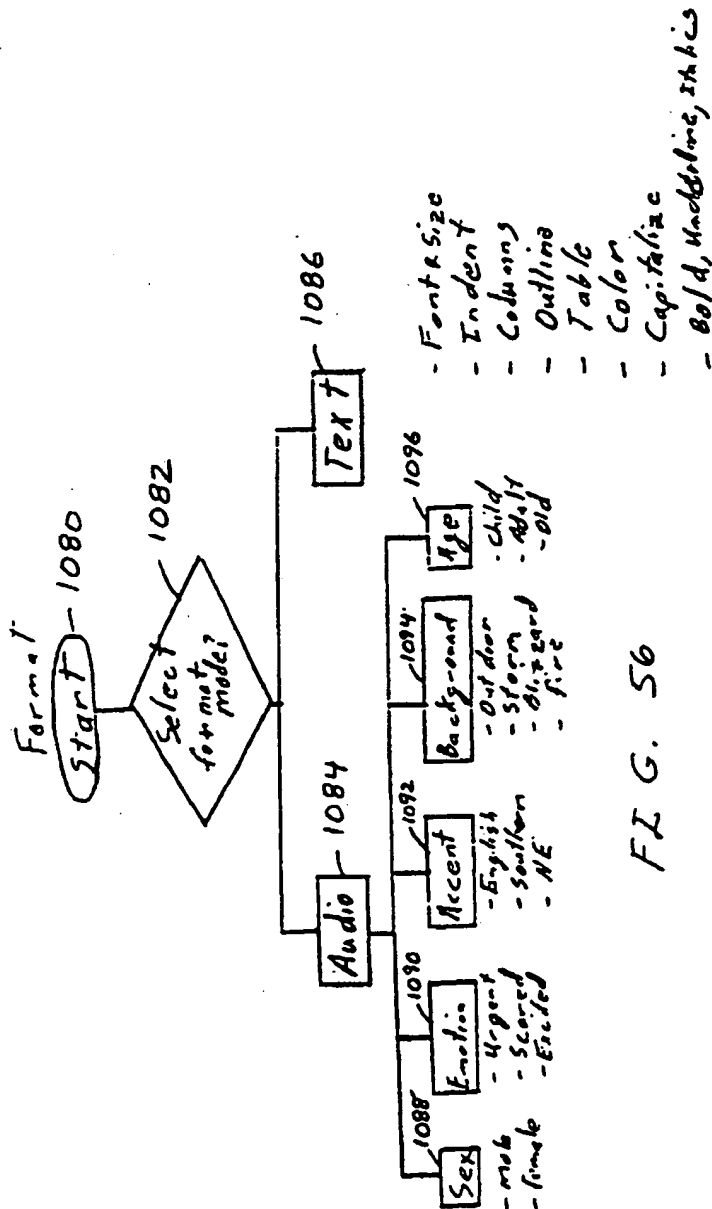 Format
Start
1080
Select
format
mode?
1082
Audio
1084
Text
1086
- Font & Size
- Indent
- Columns
- Outline
- Table
- Color
- Capitalize
- Bold, Underline, Italics
Sex
1088
- male
- female
Emotion
1090
- Urgent
- Scared
- Excited
Accent
1092
- English
- Southern
- NE
Background
1094
- Outdoor
- Storm
- Blizzard
- fire
Age
1096
- Child
- Adult
- Old
FIG. 56